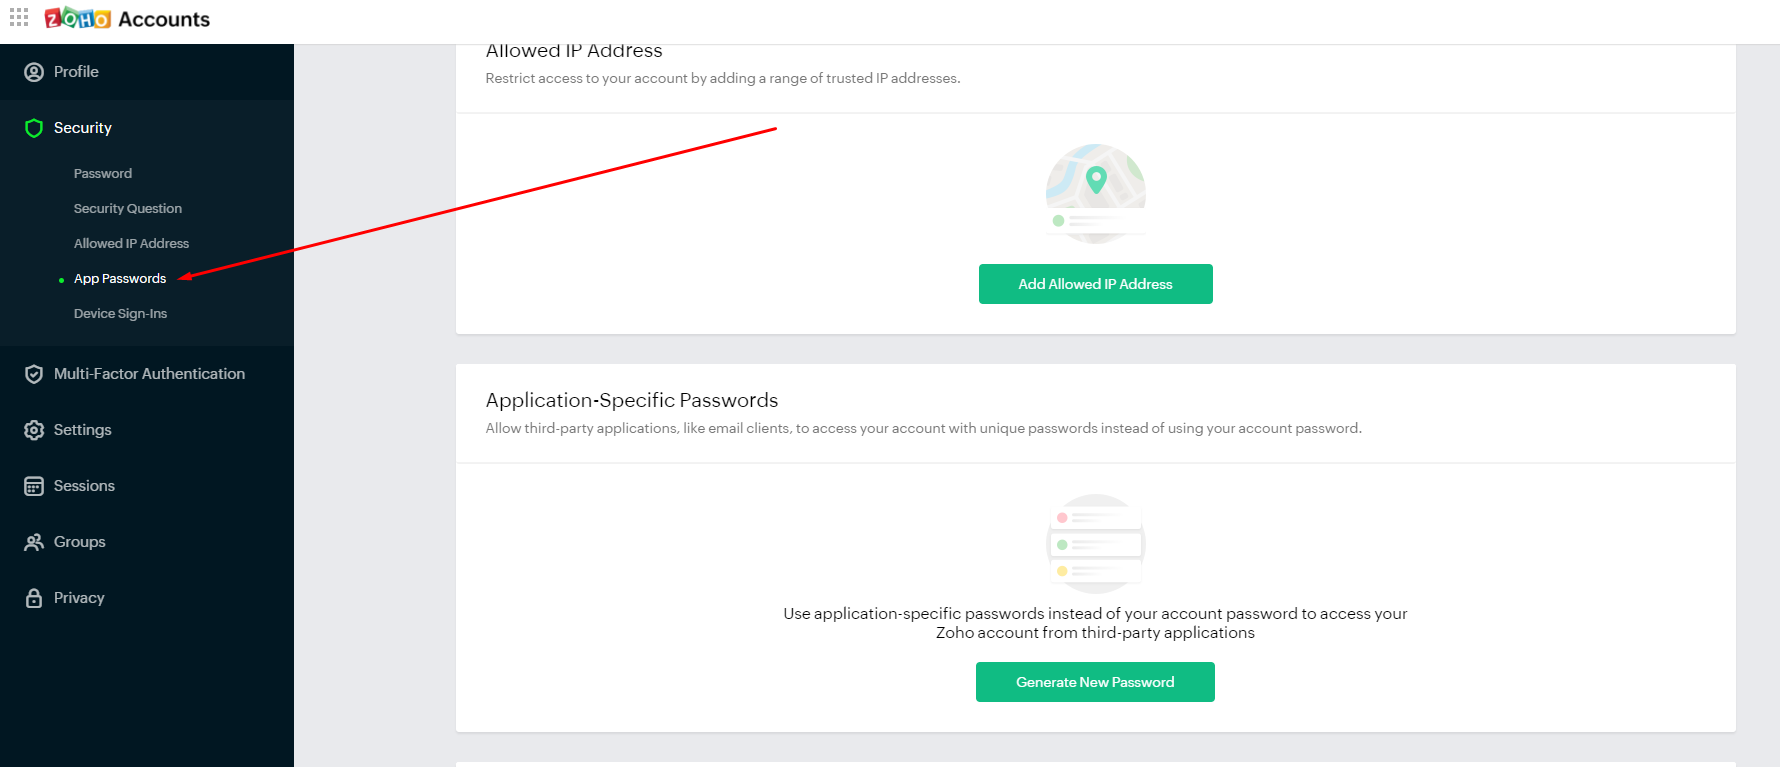 ZOHO Accounts
Profile
Security
Password
Security Question
Allowed IP Address
App Passwords
Device Sign-Ins
Multi-Factor Authentication
Settings
Sessions
Groups
Privacy
Allowed IP Address
Restrict access to your account by adding a range of trusted IP addresses.
Add Allowed IP Address
Application-Specific Passwords
Allow third-party applications, like email clients, to access your account with unique passwords instead of using your account password.
Use application-specific passwords instead of your account password to access your
Zoho account from third-party applications
Generate New Password